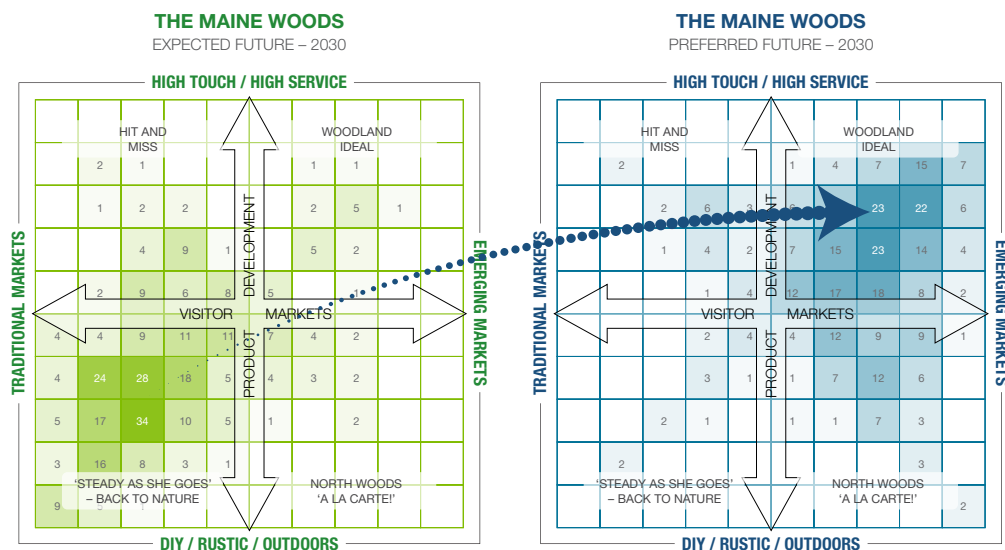 THE MAINE WOODS
EXPECTED FUTURE – 2030
HIGH TOUCH / HIGH SERVICE
TRADITIONAL MARKETS
EMERGING MARKETS
HIT AND
MISS
WOODLAND
IDEAL
2 1 1 1
1 2 2 2 5 1
4 9 1 5 2
2 9 6 8 5 1
DEVELOPMENT
VISITOR MARKETS
PRODUCT
4 4 9 11 11 7 4 2
4 24 28 18 5 4 3 2
5 17 34 10 5 1 2
3 16 8 3 1
'STEADY AS SHE GOES'
– BACK TO NATURE
NORTH WOODS
'A LA CARTE!'
9 5 1
DIY / RUSTIC / OUTDOORS
THE MAINE WOODS
PREFERRED FUTURE – 2030
HIGH TOUCH / HIGH SERVICE
TRADITIONAL MARKETS
EMERGING MARKETS
HIT AND
MISS
WOODLAND
IDEAL
2 1 4 7 15 7
2 6 3 23 22 6
1 4 2 7 15 23 14 4
1 4 12 17 18 8 2
DEVELOPMENT
VISITOR MARKETS
PRODUCT
2 4 4 12 9 9 1
3 1 1 7 12 6
2 1 1 1 7 3
2 3
'STEADY AS SHE GOES'
– BACK TO NATURE
NORTH WOODS
'A LA CARTE!'
2
DIY / RUSTIC / OUTDOORS